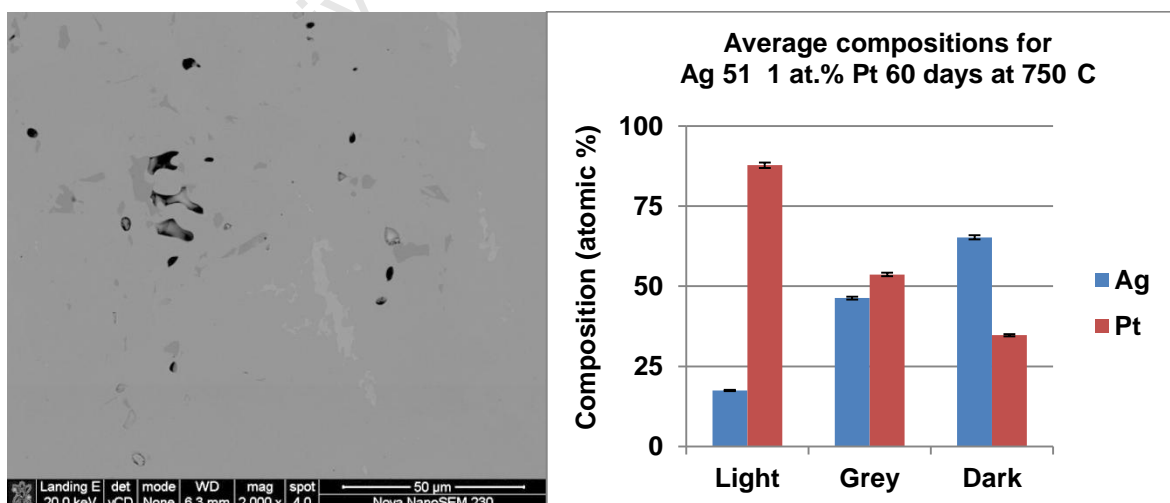 Landing E det mode WD mag spot 50 µm
20.0 keV vCD None 6.3 mm 2 000 x 4.0 Nova NanoSEM 230
Average compositions for
Ag 51 1 at.% Pt 60 days at 750 C
Composition (atomic %)
100
75
50
25
0
Light Grey Dark
Ag
Pt